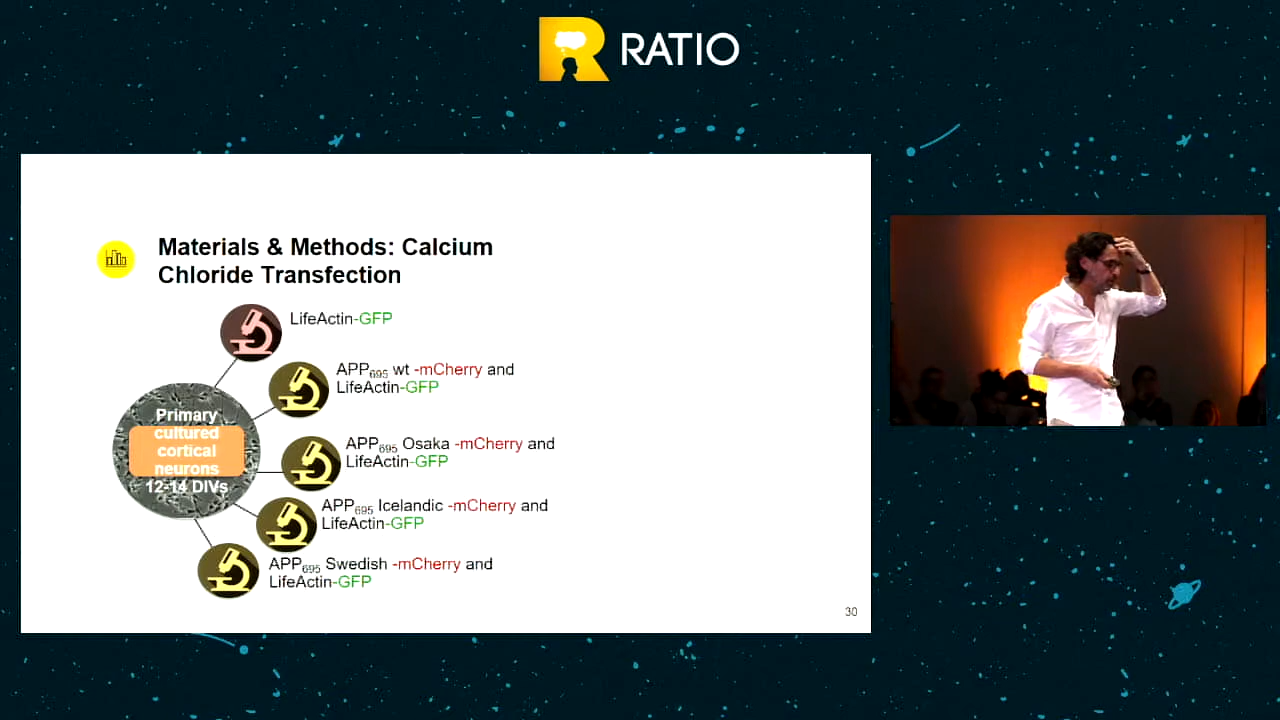 RATIO
Materials & Methods: Calcium
Chloride Transfection
LifeActin-GFP
APP695 wt -mCherry and
LifeActin-GFP
APP695 Osaka -mCherry and
LifeActin-GFP
APP695 Icelandic -mCherry and
LifeActin-GFP
APP695 Swedish -mCherry and
LifeActin-GFP
Primary
cultured
cortical
neurons
12-14 DIVs
30